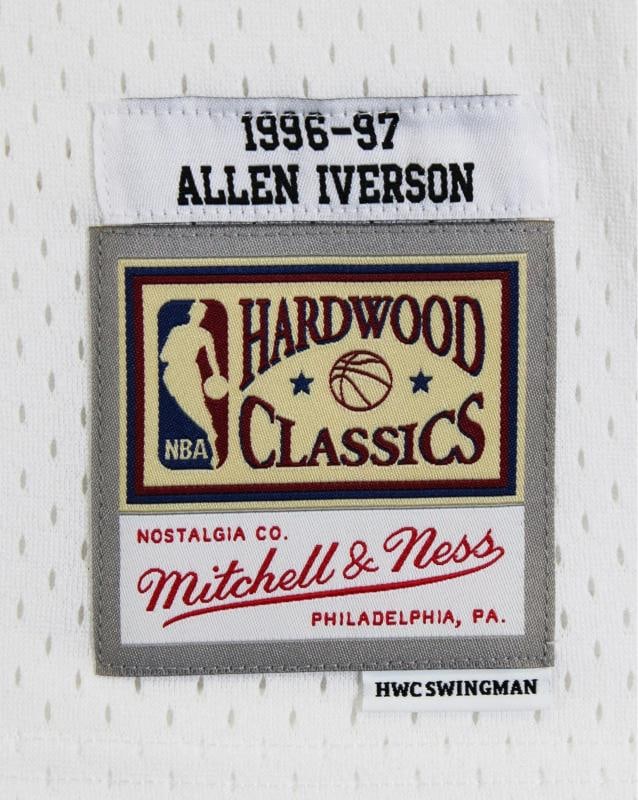 1996-97
ALLEN IVERSON
HARDWOOD
CLASSICS
NBA
NOSTALGIA CO.
Mitchell & Ness
PHILADELPHIA, PA.
HWC SWINGMAN